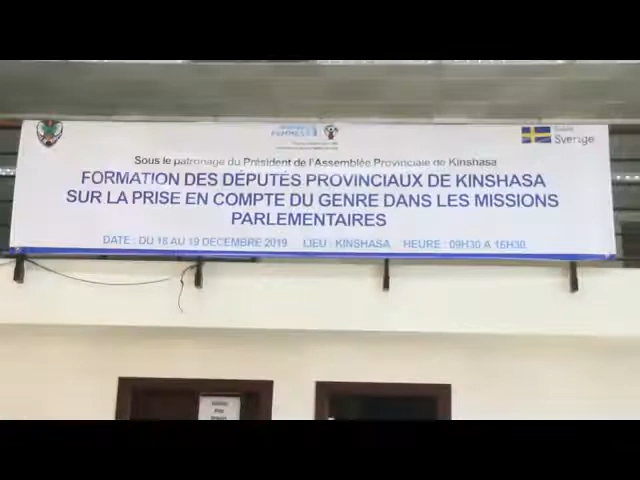 Sverige
Sous le patronage du Président de l'Assemblée Provinciale de Kinshasa
FORMATION DES DÉPUTÉS PROVINCIAUX DE KINSHASA
SUR LA PRISE EN COMPTE DU GENRE DANS LES MISSIONS
PARLEMENTAIRES
DATE : DU 18 AU 19 DECEMBRE 2019 LIEU : KINSHASA HEURE : 09H30 A 16H30